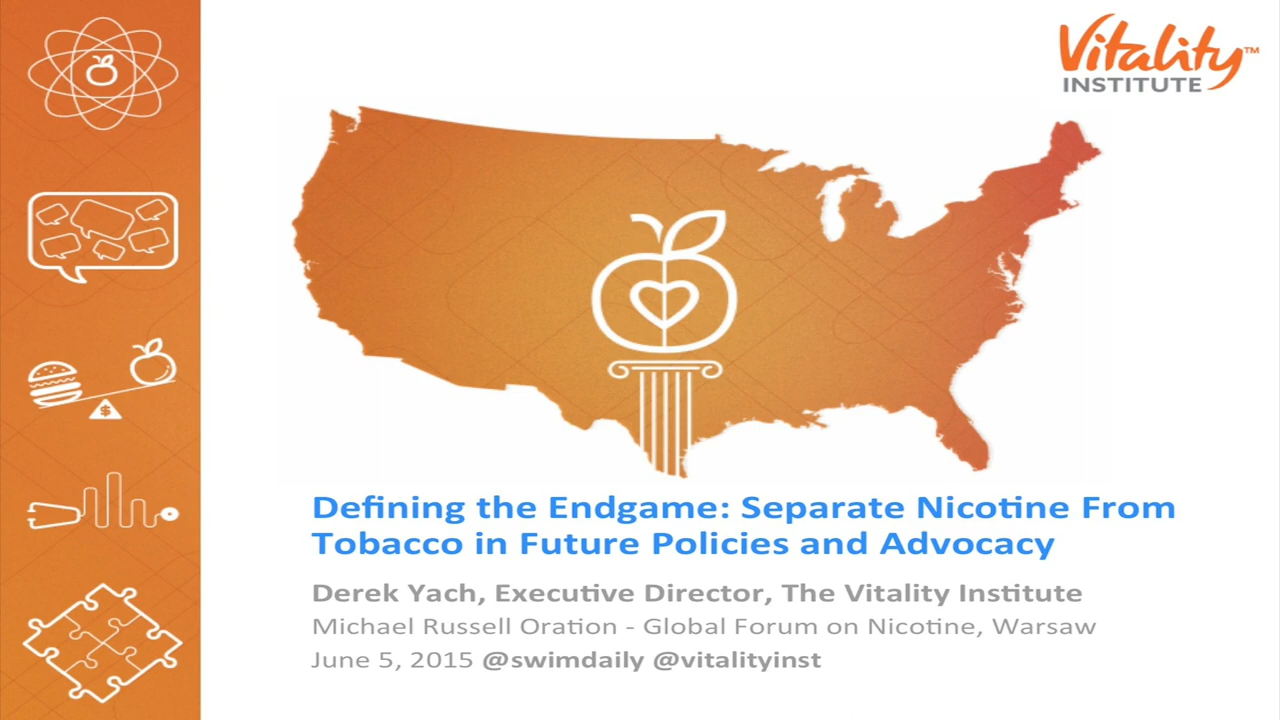 Vitality™
INSTITUTE
$
Defining the Endgame: Separate Nicotine From
Tobacco in Future Policies and Advocacy
Derek Yach, Executive Director, The Vitality Institute
Michael Russell Oration - Global Forum on Nicotine, Warsaw
June 5, 2015 @swimdaily @vitalityinst